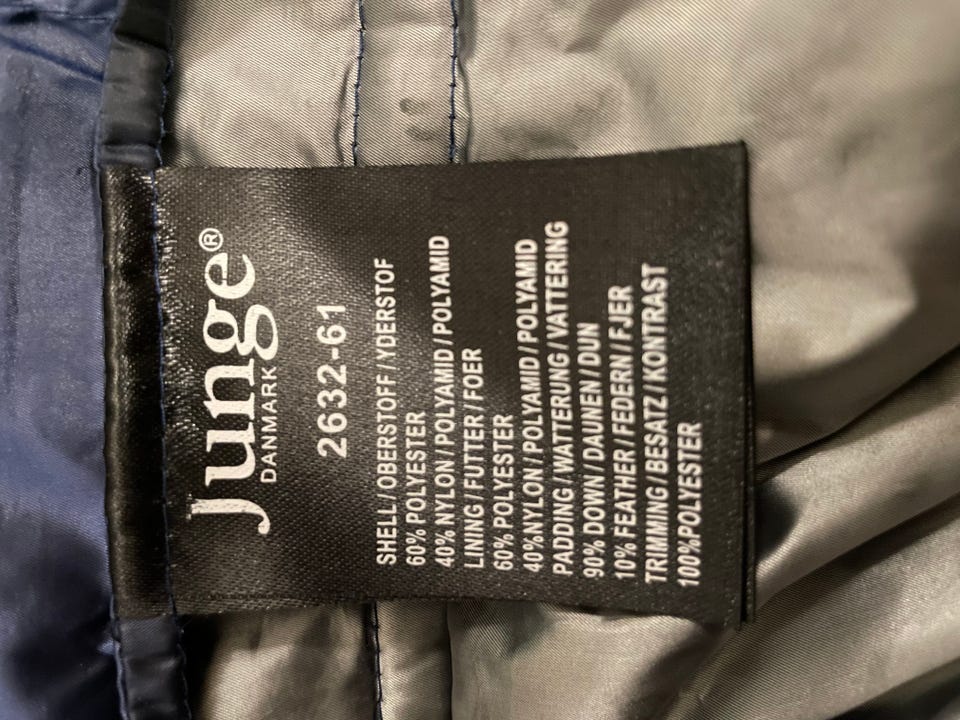 Junge®
DANMARK
2632-61
SHELL/OBERSTOFF/YDERSTOF
60% POLYESTER
40% NYLON/POLYAMID/POLYAMID
LINING/FUTTER/FOER
60% POLYESTER
40%NYLON/POLYAMID/POLYAMID
PADDING/WATTERUNG/VATTERING
90% DOWN/DAUNEN/DUN
10% FEATHER/FEDERN/FJER
TRIMMING/BESATZ/KONTRAST
100%POLYESTER